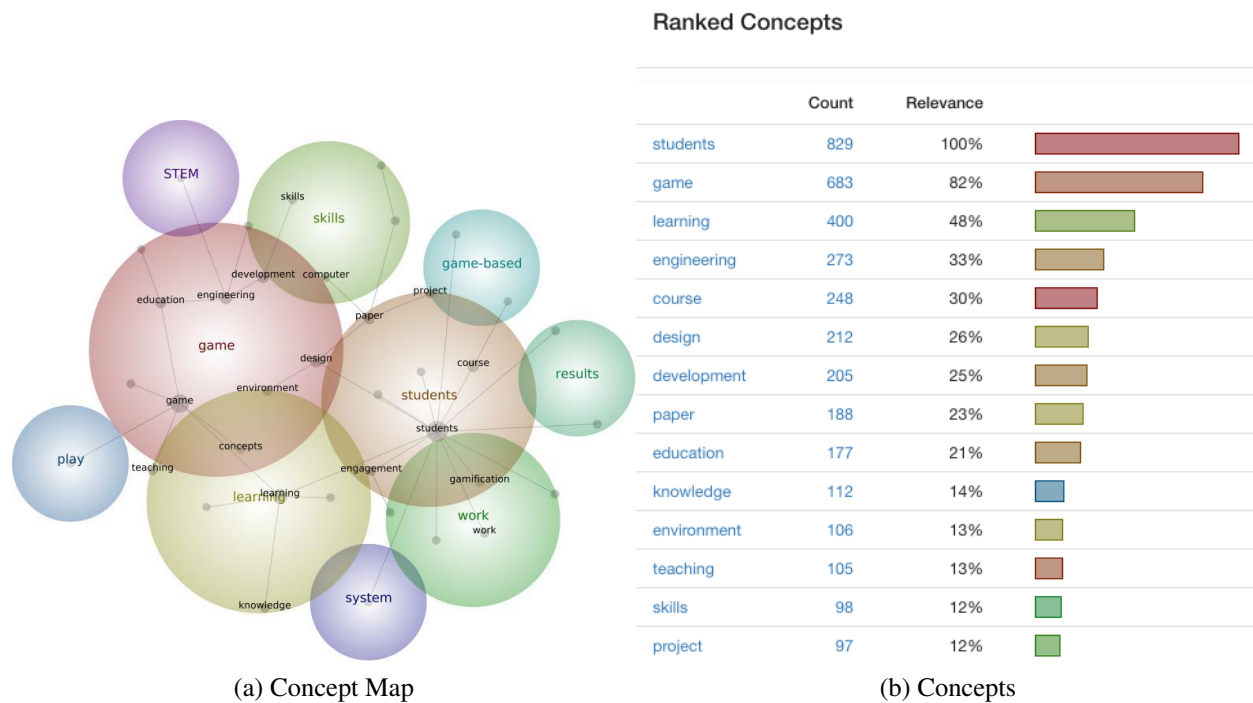 Ranked Concepts
Count Relevance
students 829 100%
game 683 82%
learning 400 48%
engineering 273 33%
course 248 30%
design 212 26%
development 205 25%
paper 188 23%
education 177 21%
knowledge 112 14%
environment 106 13%
teaching 105 13%
skills 98 12%
project 97 12%
STEM
skills
skills
game-based
development
computer
project
engineering
education
paper
game
design
course
results
environment
students
game
students
concepts
play
teaching
engagement
gamification
learning
learning
work
work
system
knowledge
(a) Concept Map
(b) Concepts